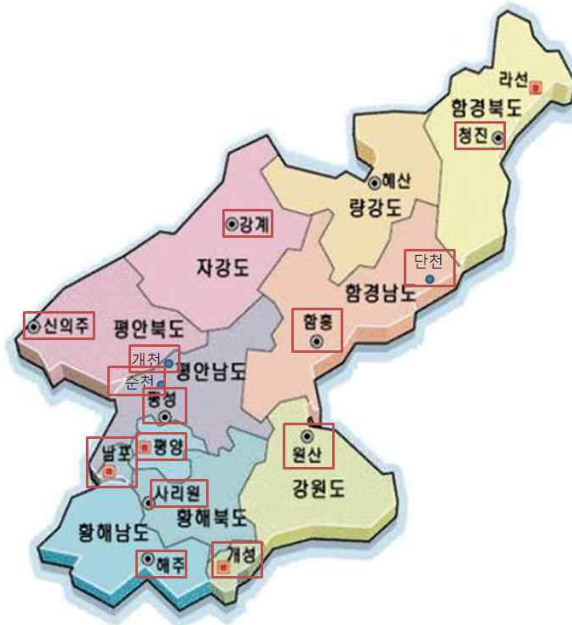 라선
함경북도
청진
혜산
량강도
강계
자강도
단천
함경남도
신의주
평안북도
함흥
개천
평안남도
순천
평성
평양
남포
원산
강원도
사리원
황해북도
황해남도
해주
개성